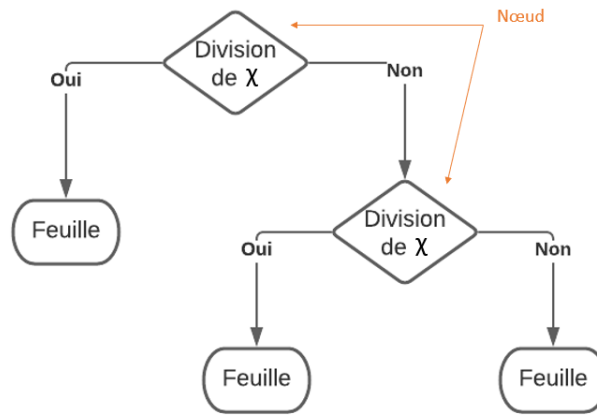 Nœud
Division
de χ
Oui
Non
Feuille
Division
de χ
Oui
Non
Feuille
Feuille